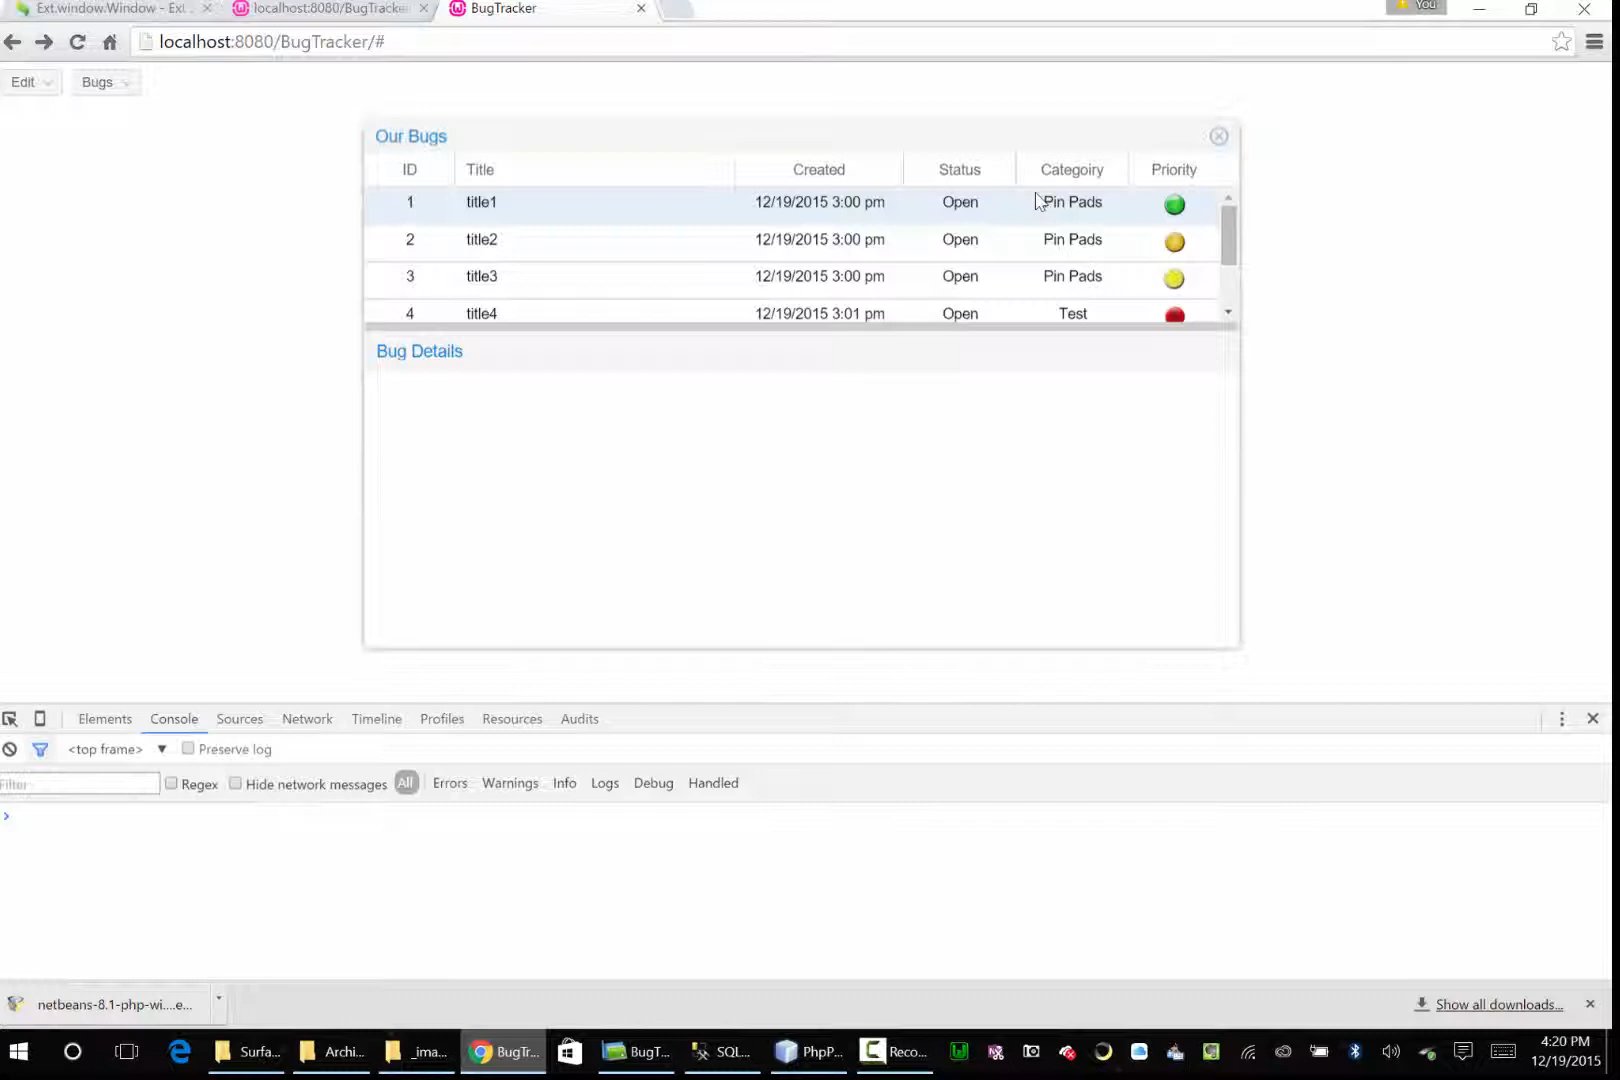 Ext.window.Window - Ext
localhost:8080/BugTracker
BugTracker
You
localhost:8080/BugTracker/#
Edit
Bugs
Our Bugs
ID Title Created Status Categoiry Priority
1 title1 12/19/2015 3:00 pm Open Pin Pads
2 title2 12/19/2015 3:00 pm Open Pin Pads
3 title3 12/19/2015 3:00 pm Open Pin Pads
4 title4 12/19/2015 3:01 pm Open Test
Bug Details
Elements Console Sources Network Timeline Profiles Resources Audits
<top frame> Preserve log
Filter Regex Hide network messages All Errors Warnings Info Logs Debug Handled
netbeans-8.1-php-wi....e...
Show all downloads...
Surfa...
Archi...
_ima...
BugTr...
BugT...
SQL...
PhpP...
Reco...
4:20 PM
12/19/2015